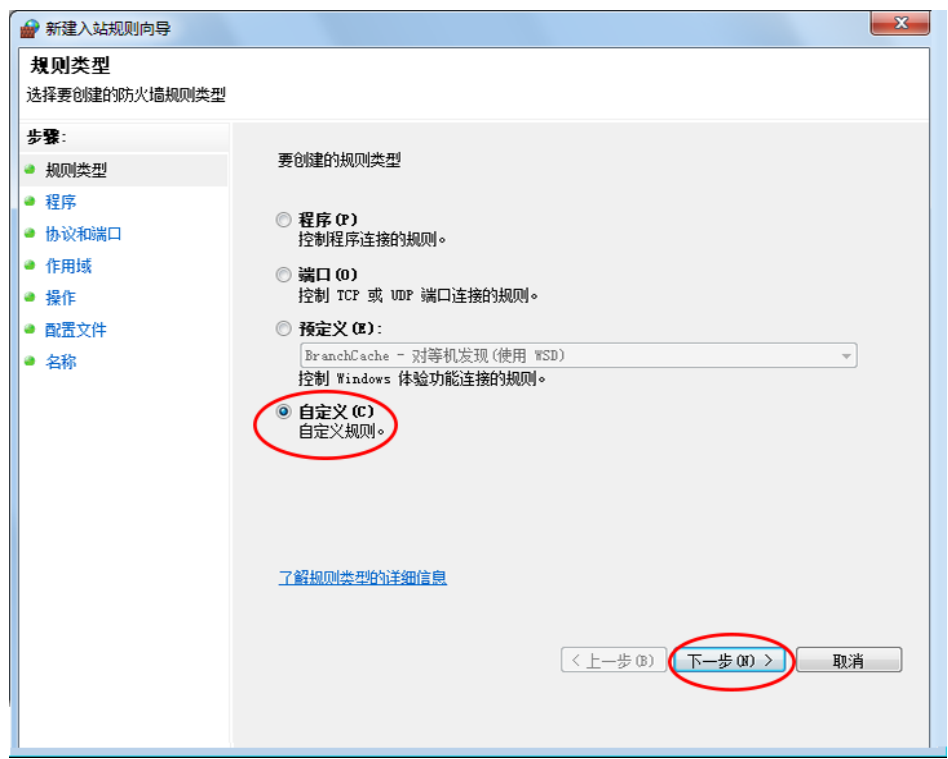 新建入站规则向导
规则类型
选择要创建的防火墙规则类型
步骤:
规则类型
程序
协议和端口
作用域
操作
配置文件
名称
要创建的规则类型
程序(P)
控制程序连接的规则。
端口(O)
控制 TCP 或 UDP 端口连接的规则。
预定义(E):
BranchCache - 对等机发现(使用 WSD)
控制 Windows 体验功能连接的规则。
自定义(C)
自定义规则。
了解规则类型的详细信息
< 上一步(B)
下一步(N) >
取消